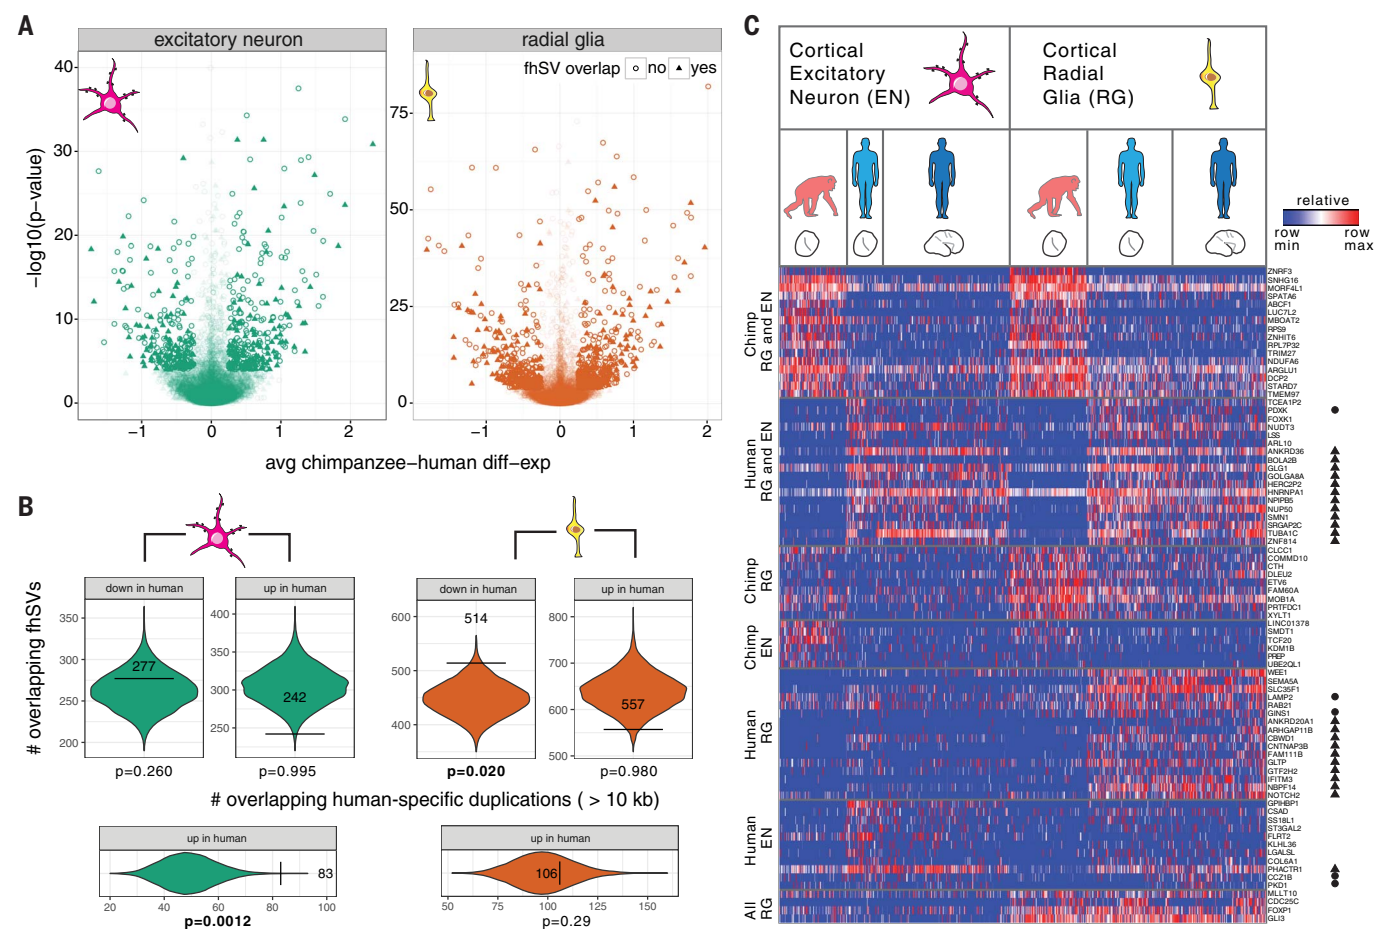 A
excitatory neuron
radial glia
fhSV overlap no yes
−log10(p−value)
40
30
20
10
0
75
50
25
0
−1 0 1 2
−1 0 1 2
avg chimpanzee−human diff−exp
B
# overlapping fhSVs
down in human
350
300
250
200
277
p=0.260
up in human
400
350
300
250
242
p=0.995
down in human
600
500
400
514
p=0.020
up in human
800
700
600
500
557
p=0.980
# overlapping human-specific duplications ( > 10 kb)
up in human
83
20 40 60 80 100
p=0.0012
up in human
106
50 75 100 125 150
p=0.29
C
Cortical
Excitatory
Neuron (EN)
Cortical
Radial
Glia (RG)
relative
row min
row max
Chimp
RG and EN
Human
RG and EN
Chimp
RG
Chimp
EN
Human
RG
Human
EN
All
RG
ZNRF3
SNHG16
MORF4L1
SPATA6
ABCF1
LUC7L2
MBOAT2
RPS9
ZNHIT6
RPL7P32
TRIM27
NDUFA6
ARGLU1
DCP2
STARD7
TMEM97
TCEA1P2
PDXK
FOXK1
NUDT3
LSS
ARL10
ANKRD36
BOLA2B
GLG1
GOLGA8A
HERC2P2
HNRNPA1
NPIPB5
NUP50
SMN1
SRGAP2C
TUBA1C
ZNF814
CLCC1
COMMD10
CTH
DLEU2
ETV6
FAM60A
MOB1A
PRTFDC1
XYLT1
LINC01378
SMDT1
TCF20
KDM1B
PREP
UBE2QL1
WEE1
SEMA5A
SLC35F1
LAMP2
RAB21
GINS1
ANKRD20A1
ARHGAP11B
CBWD1
CNTNAP3B
FAM111B
GLTP
GTF2H2
IFITM3
NBPF14
NOTCH2
GPIHBP1
CSAD
SS18L1
ST3GAL2
FLRT2
KLHL36
LGALSL
COL6A1
PHACTR1
CCZ1B
PKD1
MLLT10
CDC25C
FOXP1
GLI3